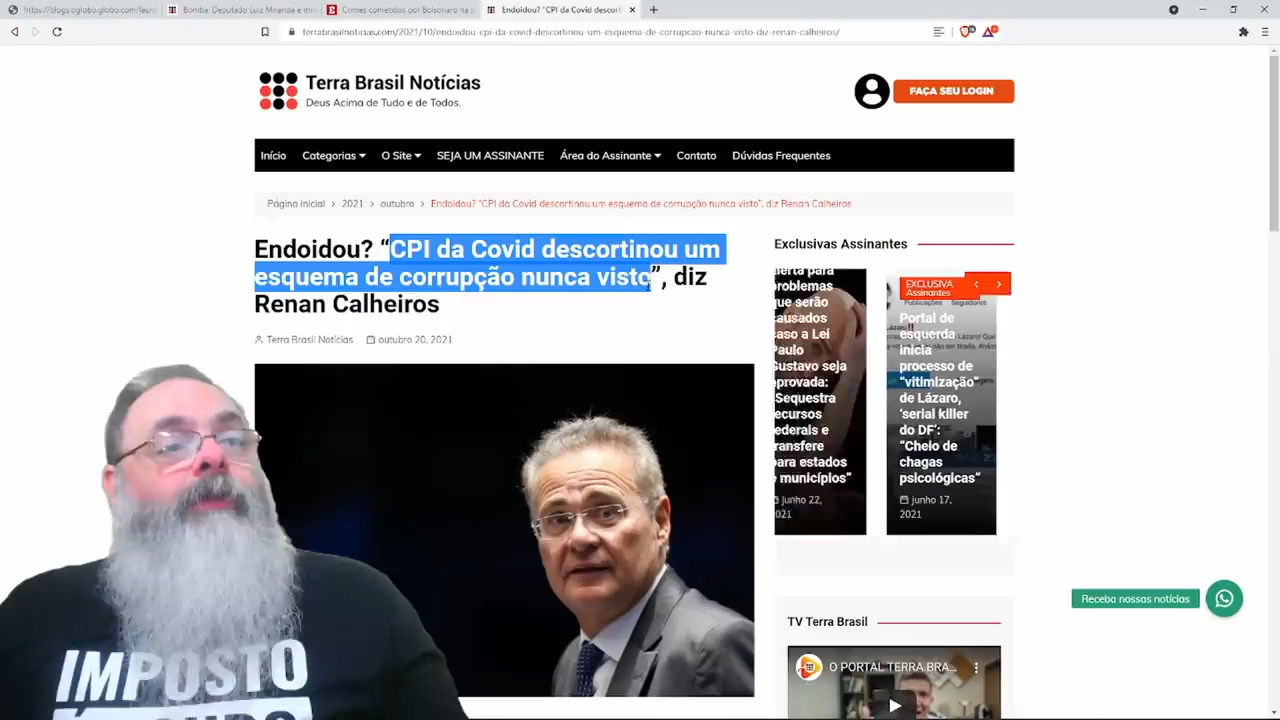 https://blogs.oglobo.globo.com/lauro
Bomba: Deputado Luiz Miranda e irm
Crimes cometidos por Bolsonaro na p
Endoidou? "CPI da Covid descorti
terrabrasilnoticias.com/2021/10/endoidou-cpi-da-covid-descortinou-um-esquema-de-corrupcao-nunca-visto-diz-renan-calheiros/
Terra Brasil Notícias
Deus Acima de Tudo e de Todos.
FAÇA SEU LOGIN
Início Categorias O Site SEJA UM ASSINANTE Área do Assinante Contato Dúvidas Frequentes
Página inicial > 2021 > outubro > Endoidou? "CPI da Covid descortinou um esquema de corrupção nunca visto", diz Renan Calheiros
Endoidou? “CPI da Covid descortinou um
esquema de corrupção nunca visto”, diz
Renan Calheiros
Terra Brasil Notícias outubro 20, 2021
Exclusivas Assinantes
alerta para
problemas
que serão
causados
caso a Lei
Paulo
Gustavo seja
aprovada:
"Sequestra
recursos
federais e
transfere
para estados
e municípios"
junho 22,
2021
EXCLUSIVA
Assinantes
Portal de
esquerda
inicia
processo de
“vitimização”
de Lázaro,
‘serial killer
do DF’:
“Cheio de
chagas
psicológicas”
junho 17,
2021
Receba nossas notícias
TV Terra Brasil
O PORTAL TERRA BRA...
IMPOSTO